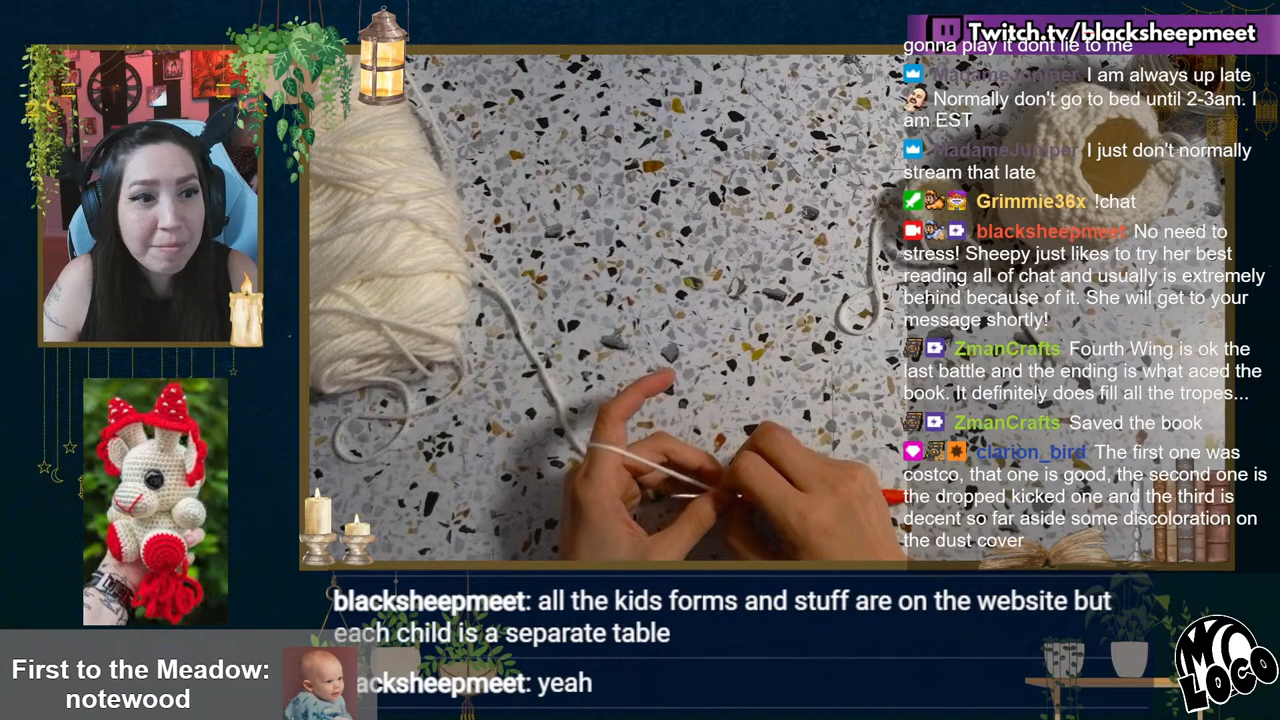 Twitch.tv/blacksheepmeet
gonna play it dont lie to me
MadameJuniper I am always up late
Normally don't go to bed until 2-3am. I
am EST
MadameJuniper I just don't normally
stream that late
Grimmie36x !chat
blacksheepmeet No need to
stress! Sheepy just likes to try her best
reading all of chat and usually is extremely
behind because of it. She will get to your
message shortly!
ZmanCrafts Fourth Wing is ok the
last battle and the ending is what aced the
book. It definitely does fill all the tropes...
ZmanCrafts Saved the book
clarion_bird The first one was
costco, that one is good, the second one is
the dropped kicked one and the third is
decent so far aside some discoloration on
the dust cover
blacksheepmeet: all the kids forms and stuff are on the website but
each child is a separate table
acksheepmeet: yeah
First to the Meadow:
notewood
MC
LOCO